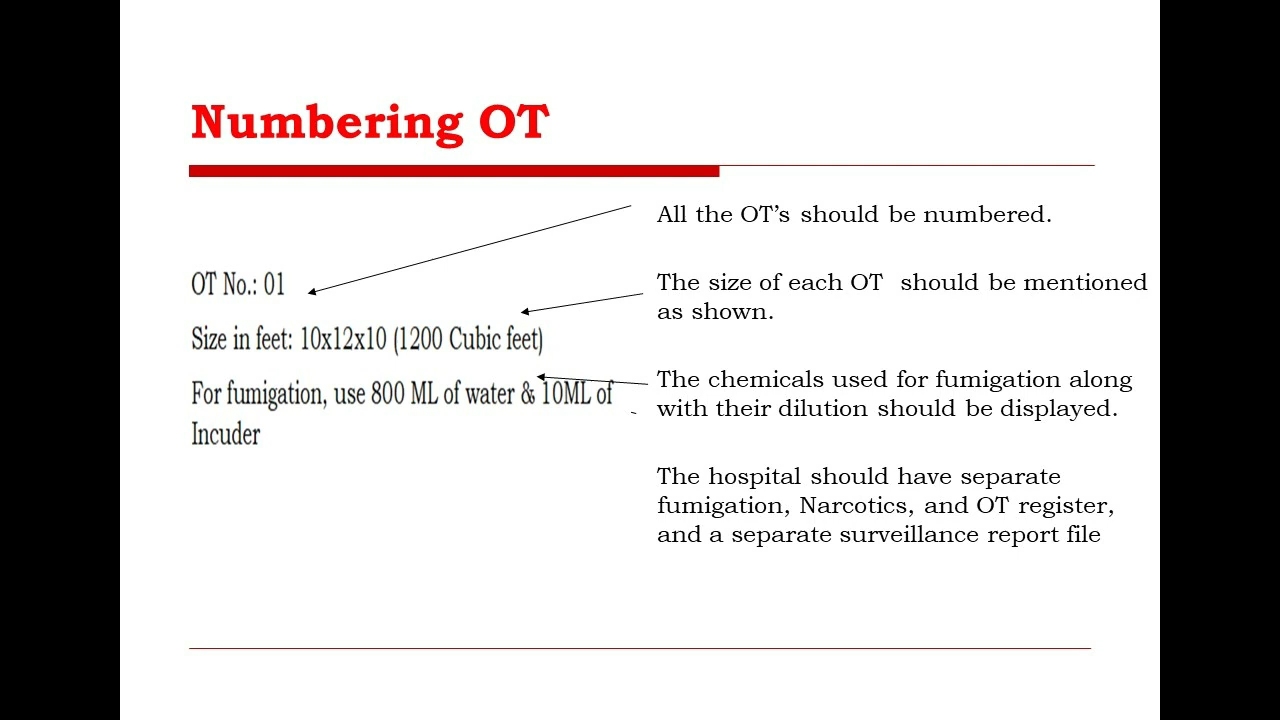 Numbering OT
OT No.: 01
Size in feet: 10x12x10 (1200 Cubic feet)
For fumigation, use 800 ML of water & 10ML of
Incuder
All the OT’s should be numbered.
The size of each OT should be mentioned
as shown.
The chemicals used for fumigation along
with their dilution should be displayed.
The hospital should have separate
fumigation, Narcotics, and OT register,
and a separate surveillance report file